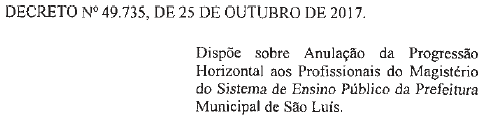 DECRETO Nº 49.735, DE 25 DE OUTUBRO DE 2017.
Dispõe sobre Anulação da Progressão
Horizontal aos Profissionais do Magistério
do Sistema de Ensino Público da Prefeitura
Municipal de São Luís.